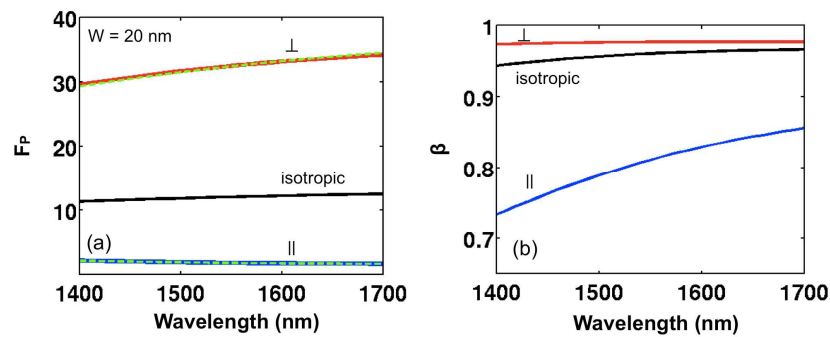 40
30
20
10
F_P
W = 20 nm
⊥
isotropic
||
(a)
1400 1500 1600 1700
Wavelength (nm)
1
0.9
0.8
0.7
β
⊥
isotropic
||
(b)
1400 1500 1600 1700
Wavelength (nm)